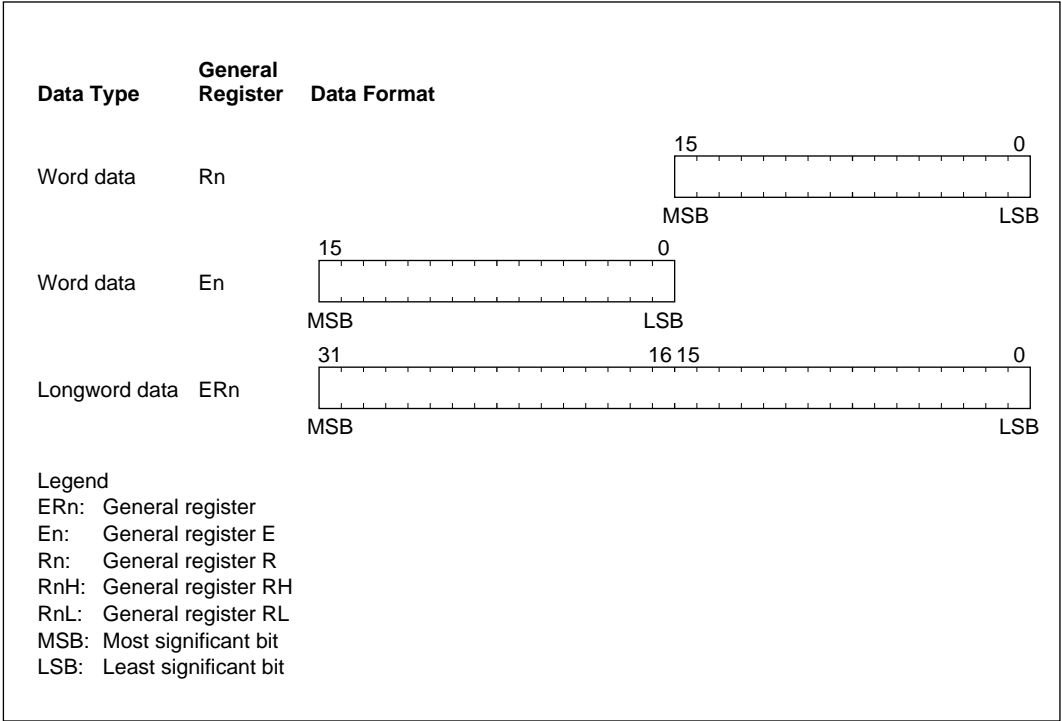 General
Data Type Register Data Format
15 0
Word data Rn
MSB LSB
15 0
Word data En
MSB LSB
31 16 15 0
Longword data ERn
MSB LSB
Legend
ERn: General register
En: General register E
Rn: General register R
RnH: General register RH
RnL: General register RL
MSB: Most significant bit
LSB: Least significant bit